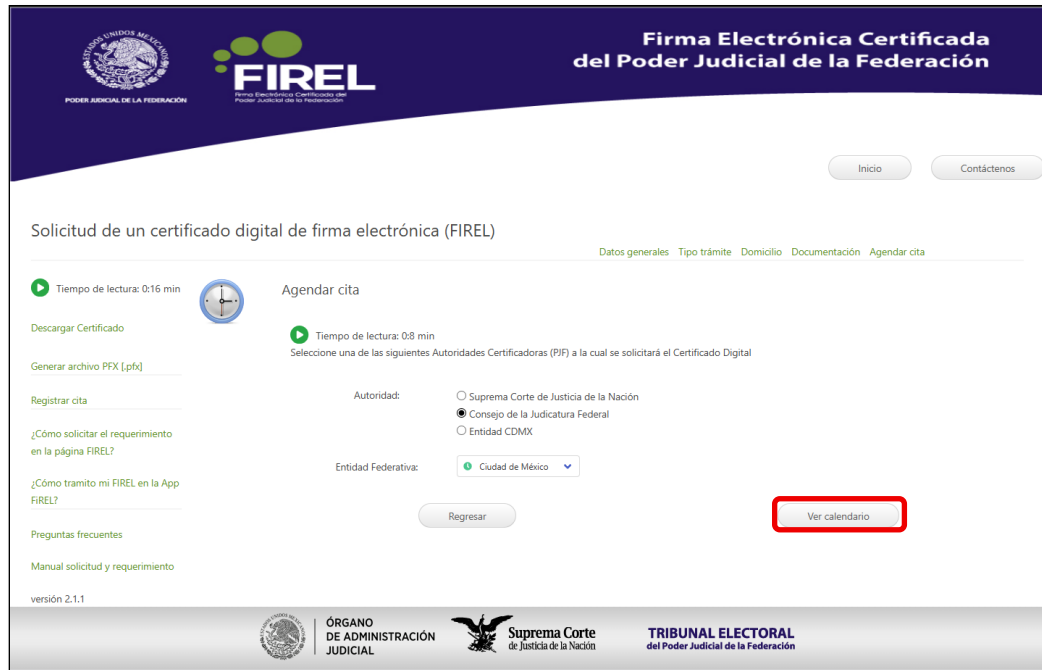 ESTADOS UNIDOS MEXICANOS
PODER JUDICIAL DE LA FEDERACIÓN
FIREL
Firma Electrónica Certificada del
Poder Judicial de la Federación
Firma Electrónica Certificada
del Poder Judicial de la Federación
Inicio
Contáctenos
Solicitud de un certificado digital de firma electrónica (FIREL)
Datos generales Tipo trámite Domicilio Documentación Agendar cita
Tiempo de lectura: 0:16 min
Descargar Certificado
Generar archivo PFX [.pfx]
Registrar cita
¿Cómo solicitar el requerimiento
en la página FIREL?
¿Cómo tramito mi FIREL en la App
FIREL?
Preguntas frecuentes
Manual solicitud y requerimiento
versión 2.1.1
Agendar cita
Tiempo de lectura: 0:8 min
Seleccione una de las siguientes Autoridades Certificadoras (PJF) a la cual se solicitará el Certificado Digital
Autoridad:
Suprema Corte de Justicia de la Nación
Consejo de la Judicatura Federal
Entidad CDMX
Entidad Federativa:
Ciudad de México
Regresar
Ver calendario
ÓRGANO
DE ADMINISTRACIÓN
JUDICIAL
Suprema Corte
de Justicia de la Nación
TRIBUNAL ELECTORAL
del Poder Judicial de la Federación